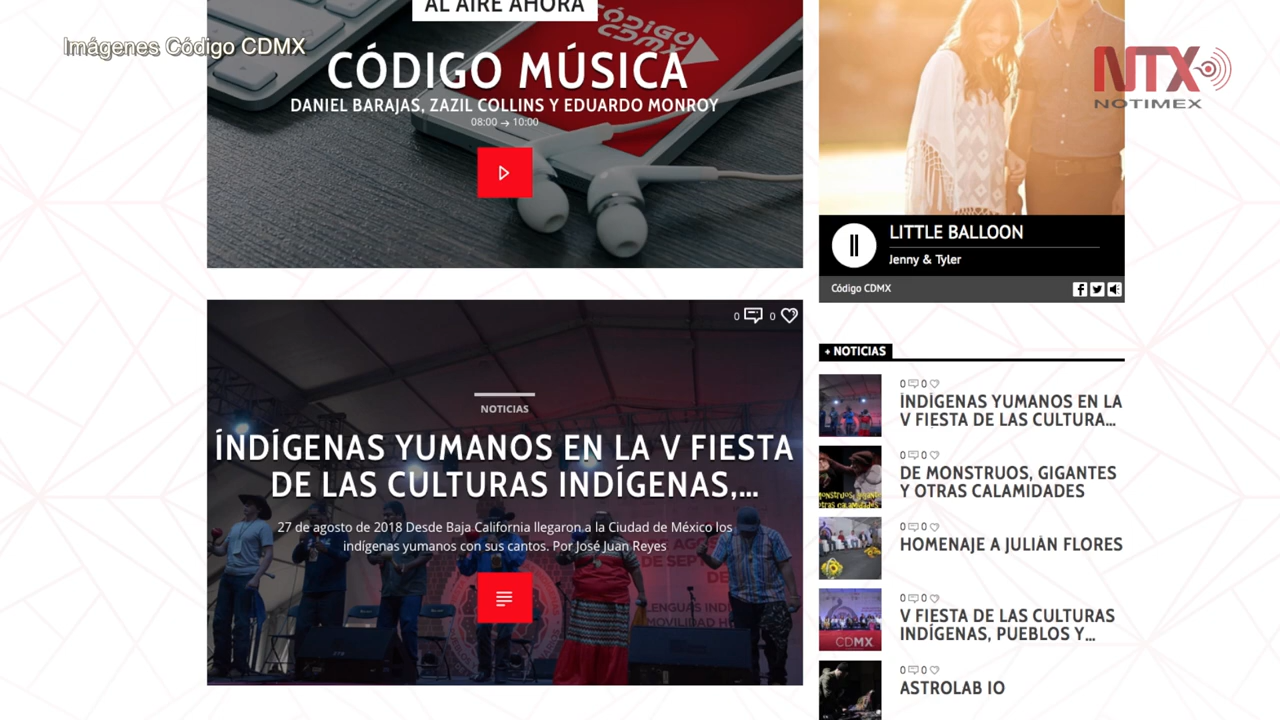 Imágenes Código CDMX
AL AIRE AHORA
CÓDIGO
CDMX
CÓDIGO MÚSICA
DANIEL BARAJAS, ZAZIL COLLINS Y EDUARDO MONROY
08:00 → 10:00
NTX
NOTIMEX
LITTLE BALLOON
Jenny & Tyler
Código CDMX
0 0
NOTICIAS
ÍNDÍGENAS YUMANOS EN LA V FIESTA
DE LAS CULTURAS INDÍGENAS,...
27 de agosto de 2018 Desde Baja California llegaron a la Ciudad de México los
indígenas yumanos con sus cantos. Por José Juan Reyes
+ NOTICIAS
0 0
ÍNDÍGENAS YUMANOS EN LA
V FIESTA DE LAS CULTURA...
0 0
DE MONSTRUOS, GIGANTES
Y OTRAS CALAMIDADES
0 0
HOMENAJE A JULIÁN FLORES
0 0
V FIESTA DE LAS CULTURAS
INDÍGENAS, PUEBLOS Y...
CDMX
0 0
ASTROLAB IO